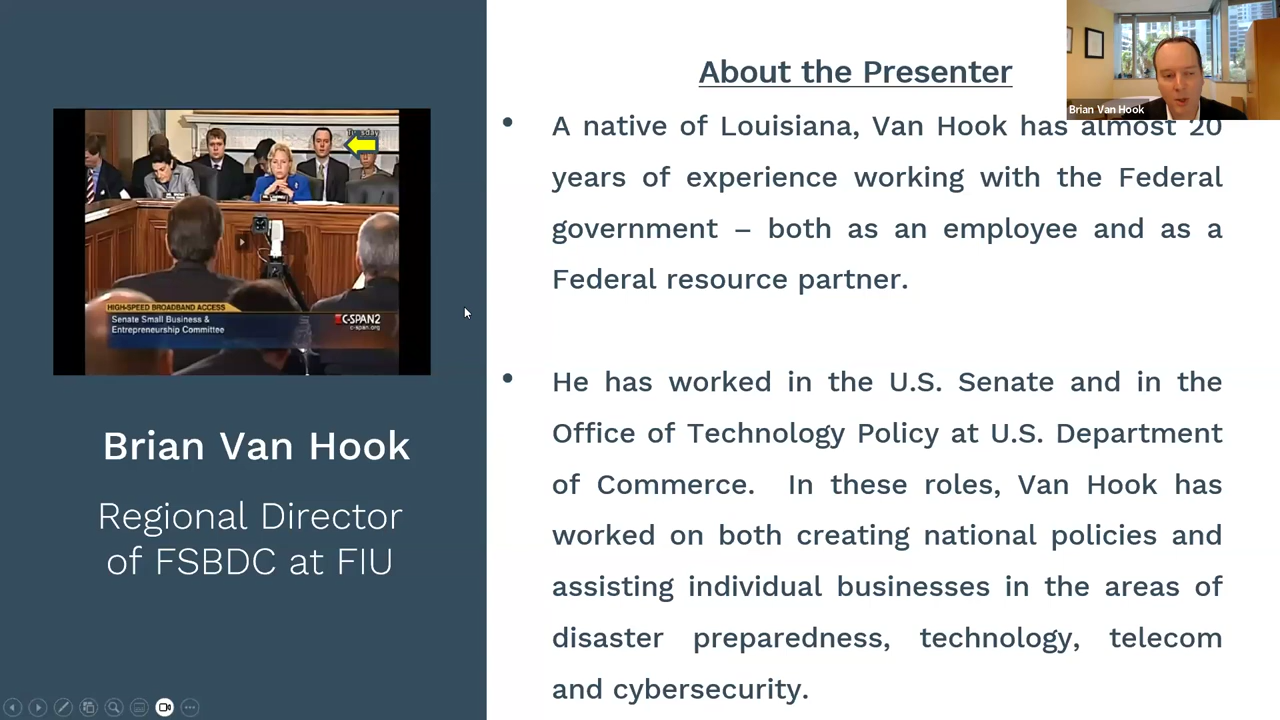 About the Presenter
Brian Van Hook
• A native of Louisiana, Van Hook has almost 20
years of experience working with the Federal
government – both as an employee and as a
Federal resource partner.
• He has worked in the U.S. Senate and in the
Office of Technology Policy at U.S. Department
of Commerce. In these roles, Van Hook has
worked on both creating national policies and
assisting individual businesses in the areas of
disaster preparedness, technology, telecom
and cybersecurity.
Tuesday
HIGH-SPEED BROADBAND ACCESS
Senate Small Business &
Entrepreneurship Committee
C-SPAN2
c-span.org
Brian Van Hook
Regional Director
of FSBDC at FIU